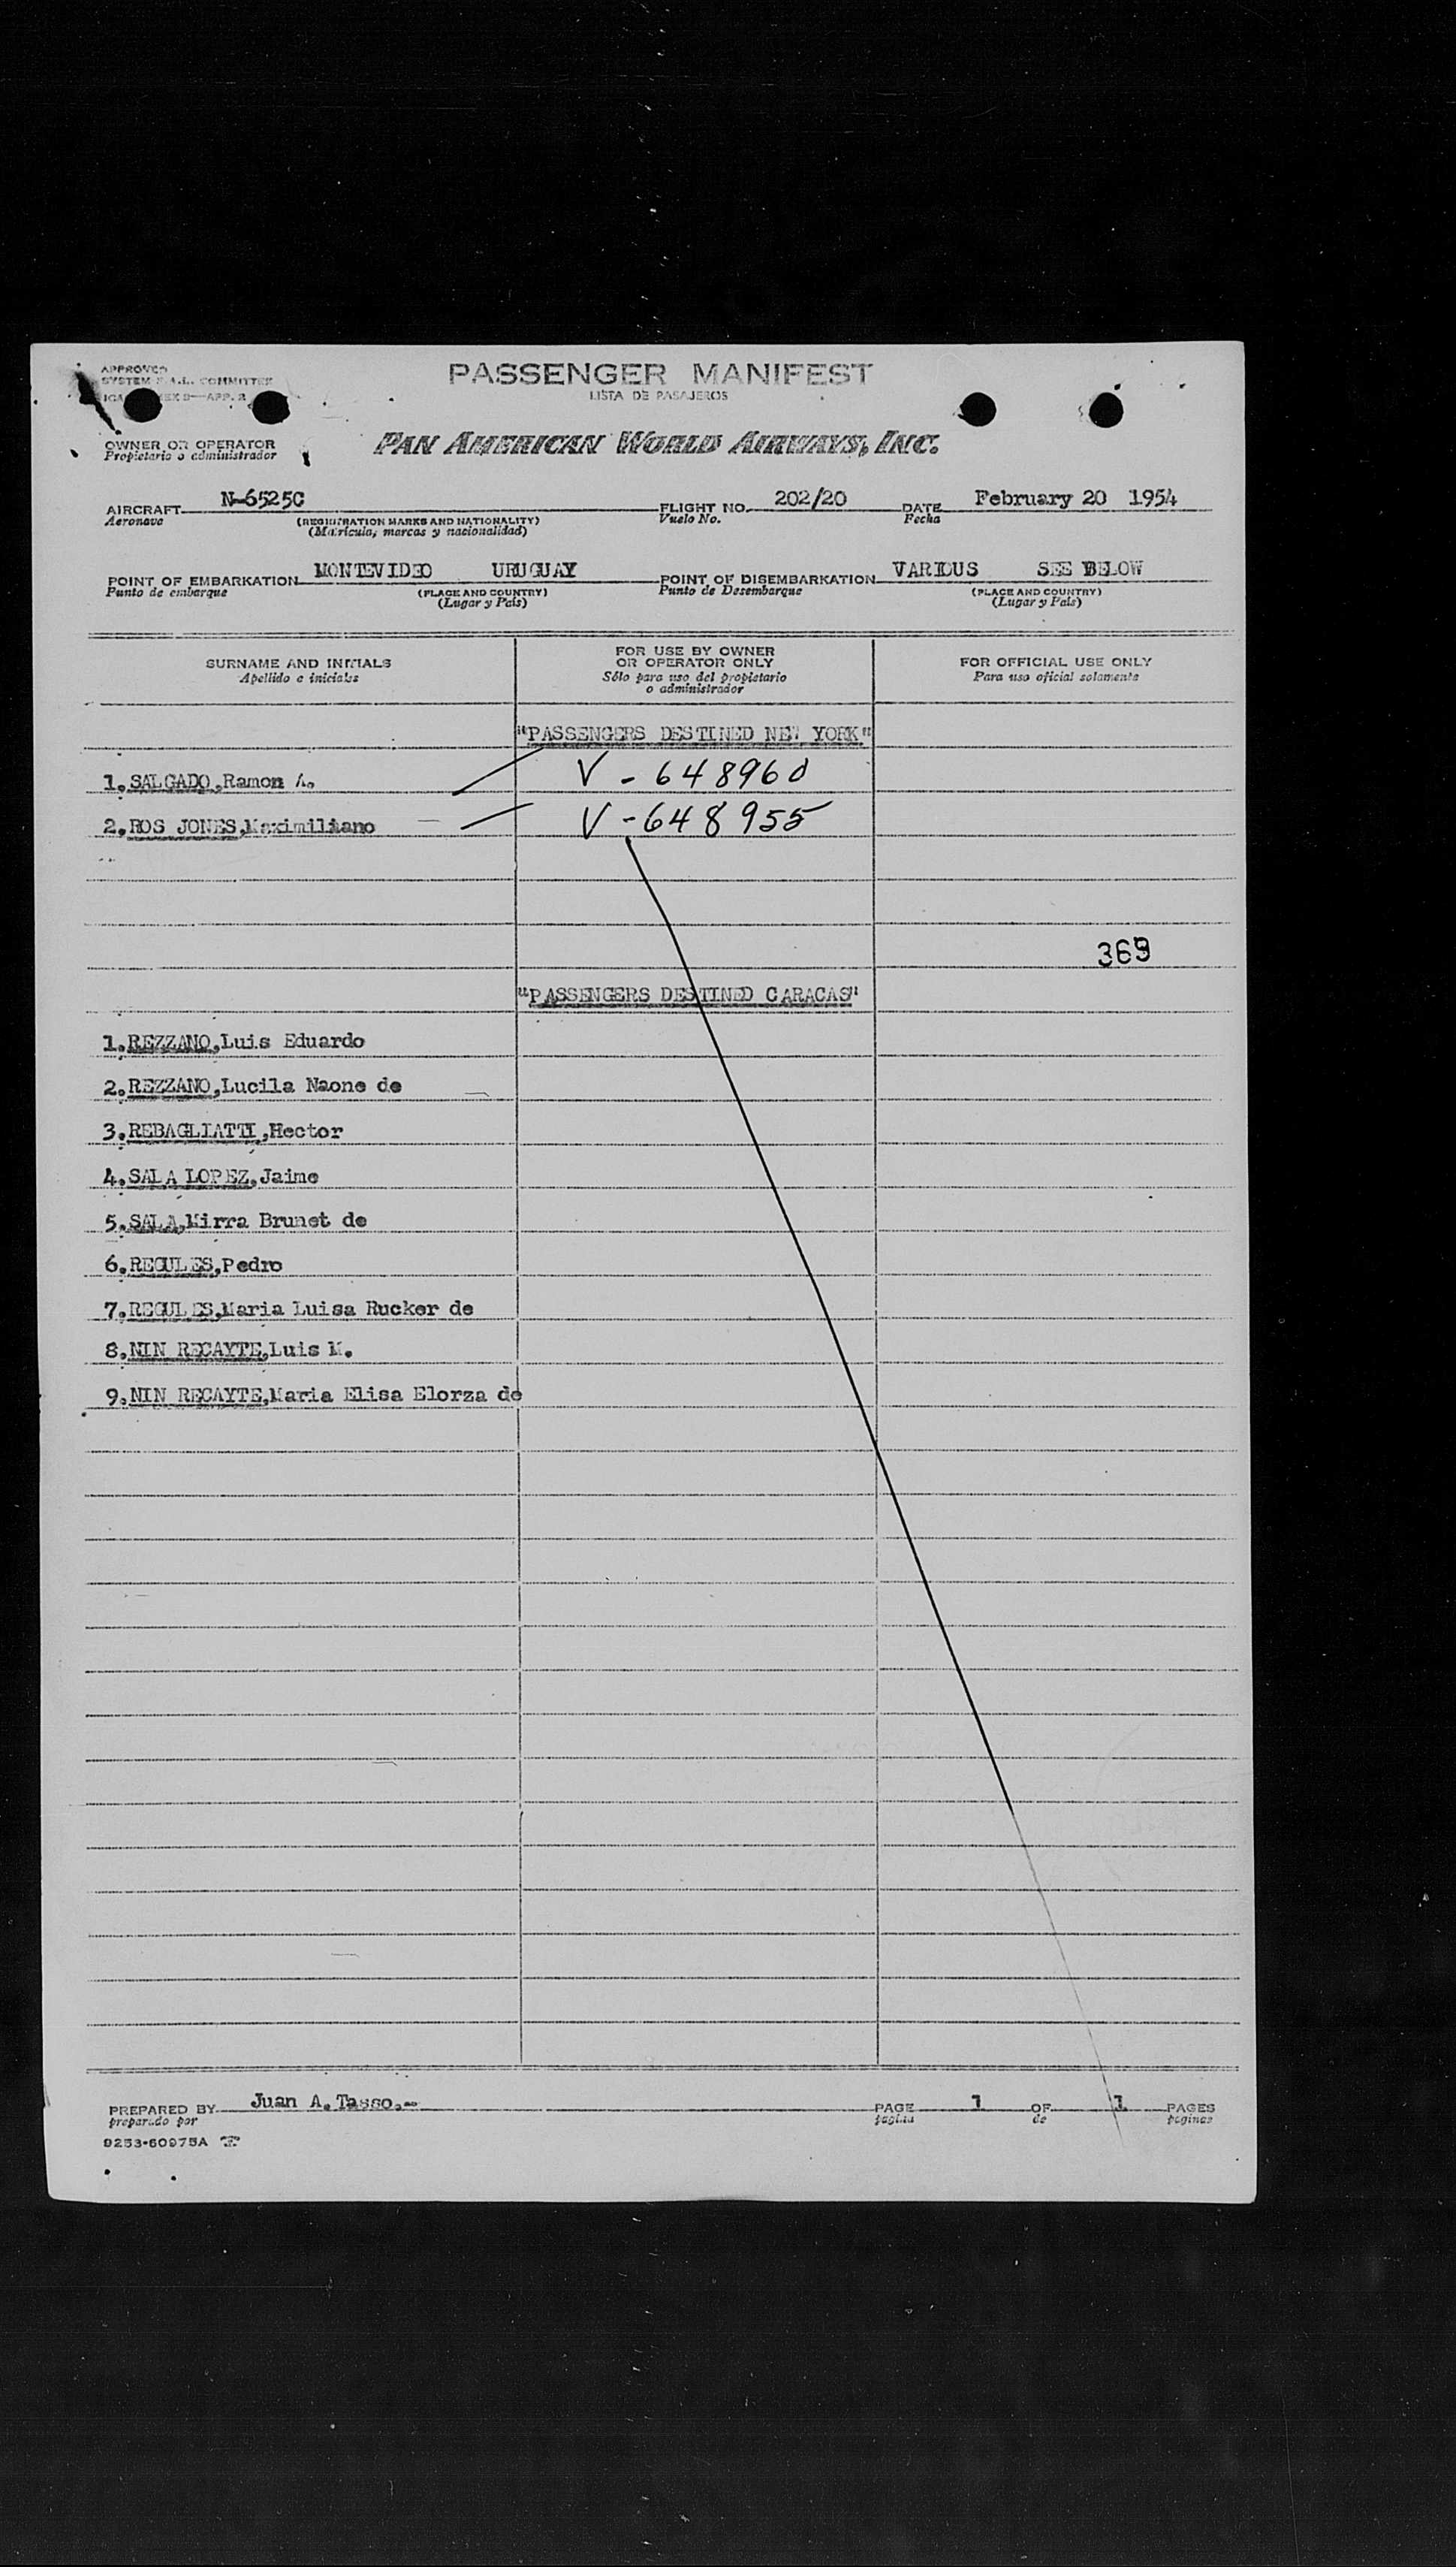 APPROVED
PASSENGER MANIFEST
LISTA DE PASAJEROS
OWNER OR OPERATOR
Propietario o administrador
PAN AMERICAN WORLD AIRWAYS, INC.
AIRCRAFT N-6525C FLIGHT NO. 202/20 DATE February 20 1954
Aeronave (REGISTRATION MARKS AND NATIONALITY) Vuelo No. Fecha
(Matrícula, marcas y nacionalidad)
POINT OF EMBARKATION MONTEVIDEO URUGUAY POINT OF DISEMBARKATION VARIOUS SEE BELOW
Punto de embarque (PLACE AND COUNTRY) Punto de Desembarque (PLACE AND COUNTRY)
(Lugar y País) (Lugar y País)
SURNAME AND INITIALS
Apellido e iniciales
FOR USE BY OWNER
OR OPERATOR ONLY
Sólo para uso del propietario
o administrador
FOR OFFICIAL USE ONLY
Para uso oficial solamente
"PASSENGERS DESTINED NEW YORK"
1.SALGADO,Ramon A. V - 648960
2.ROS JONES,Maximiliano V - 648955
369
"PASSENGERS DESTINED CARACAS"
1.REZZANO,Luis Eduardo
2.REZZANO,Lucila Naone de
3.REBAGLIATTI,Hector
4.SALA LOPEZ,Jaime
5.SALA,Mirra Brunet de
6.REGULES,Pedro
7.REGULES,Maria Luisa Rucker de
8.NIN RECAYTE,Luis M.
9.NIN RECAYTE,Maria Elisa Elorza de
PREPARED BY Juan A. Tasso.- PAGE 1 OF 1 PAGES
preparado por pagina de paginas
9253-60975A